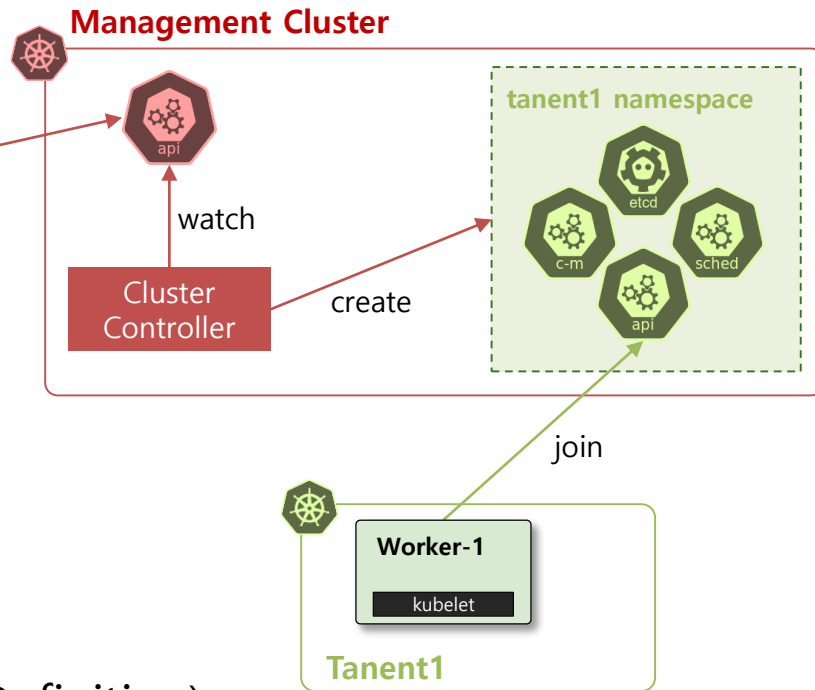 Management Cluster
api
tanent1 namespace
etcd
c-m
sched
api
watch
Cluster
Controller
create
join
Worker-1
kubelet
Tanent1